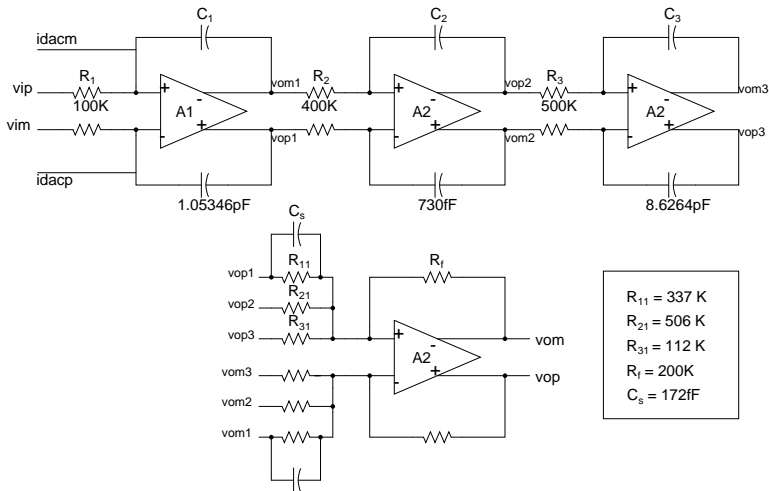 C1 C2 C3
idacm
vip R1 vom1 R2 vop2 R3 vom3
100K + - A1 400K + - A2 500K + - A2
vim - + vop1 - + vom2 - + vop3
idacp
1.05346pF 730fF 8.6264pF
Cs
vop1 R11 Rf
vop2 R21
vop3 R31 + - vom
A2
vom3 - + vop
vom2
vom1
R11 = 337 K
R21 = 506 K
R31 = 112 K
Rf = 200K
Cs = 172fF